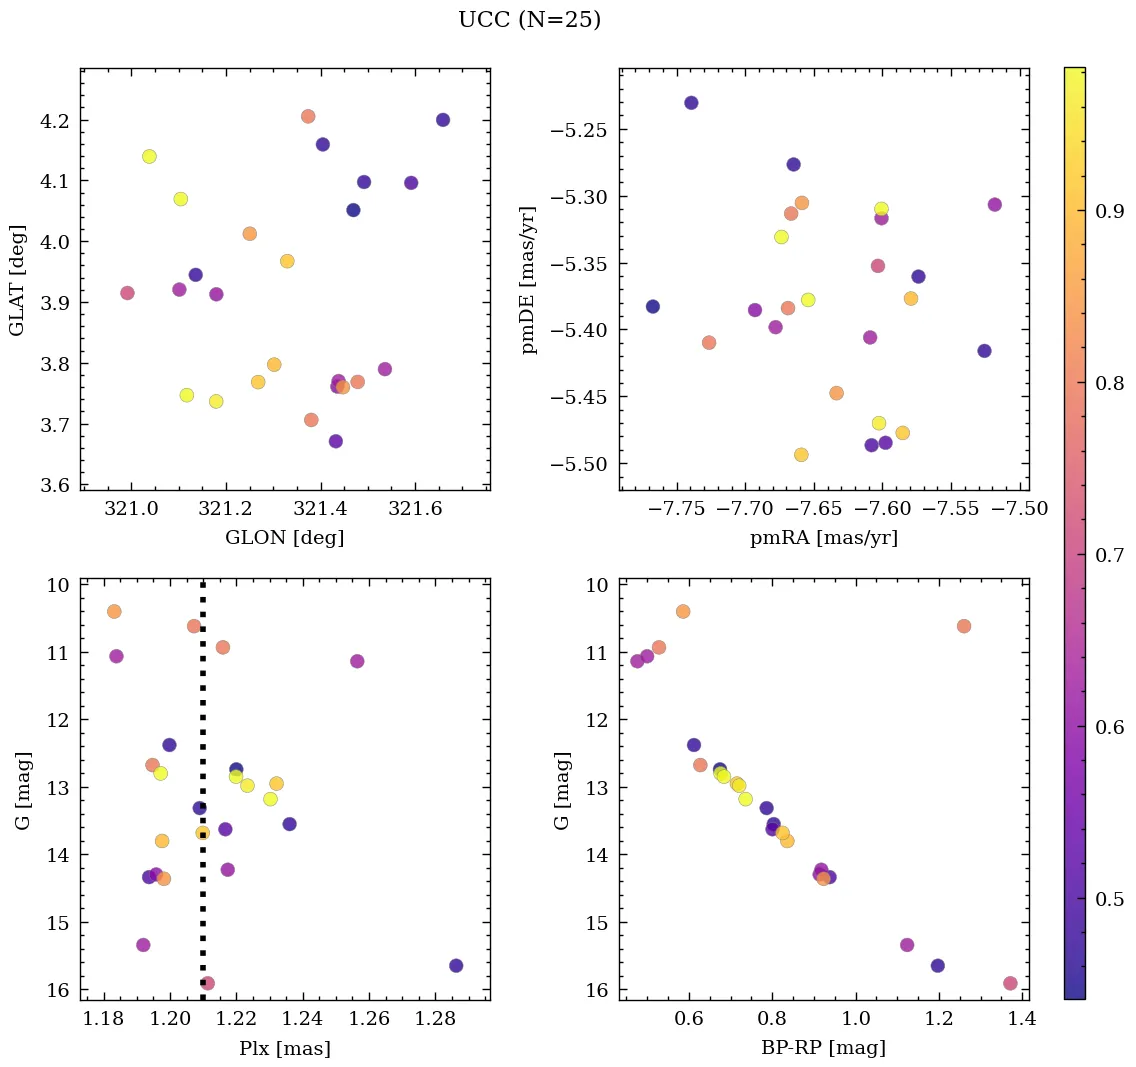 UCC (N=25)
4.2
4.1
4.0
3.9
3.8
3.7
3.6
GLAT [deg]
321.0 321.2 321.4 321.6
GLON [deg]
−5.25
−5.30
−5.35
−5.40
−5.45
−5.50
pmDE [mas/yr]
−7.75 −7.70 −7.65 −7.60 −7.55 −7.50
pmRA [mas/yr]
10
11
12
13
14
15
16
G [mag]
1.18 1.20 1.22 1.24 1.26 1.28
Plx [mas]
10
11
12
13
14
15
16
G [mag]
0.6 0.8 1.0 1.2 1.4
BP-RP [mag]
0.9
0.8
0.7
0.6
0.5